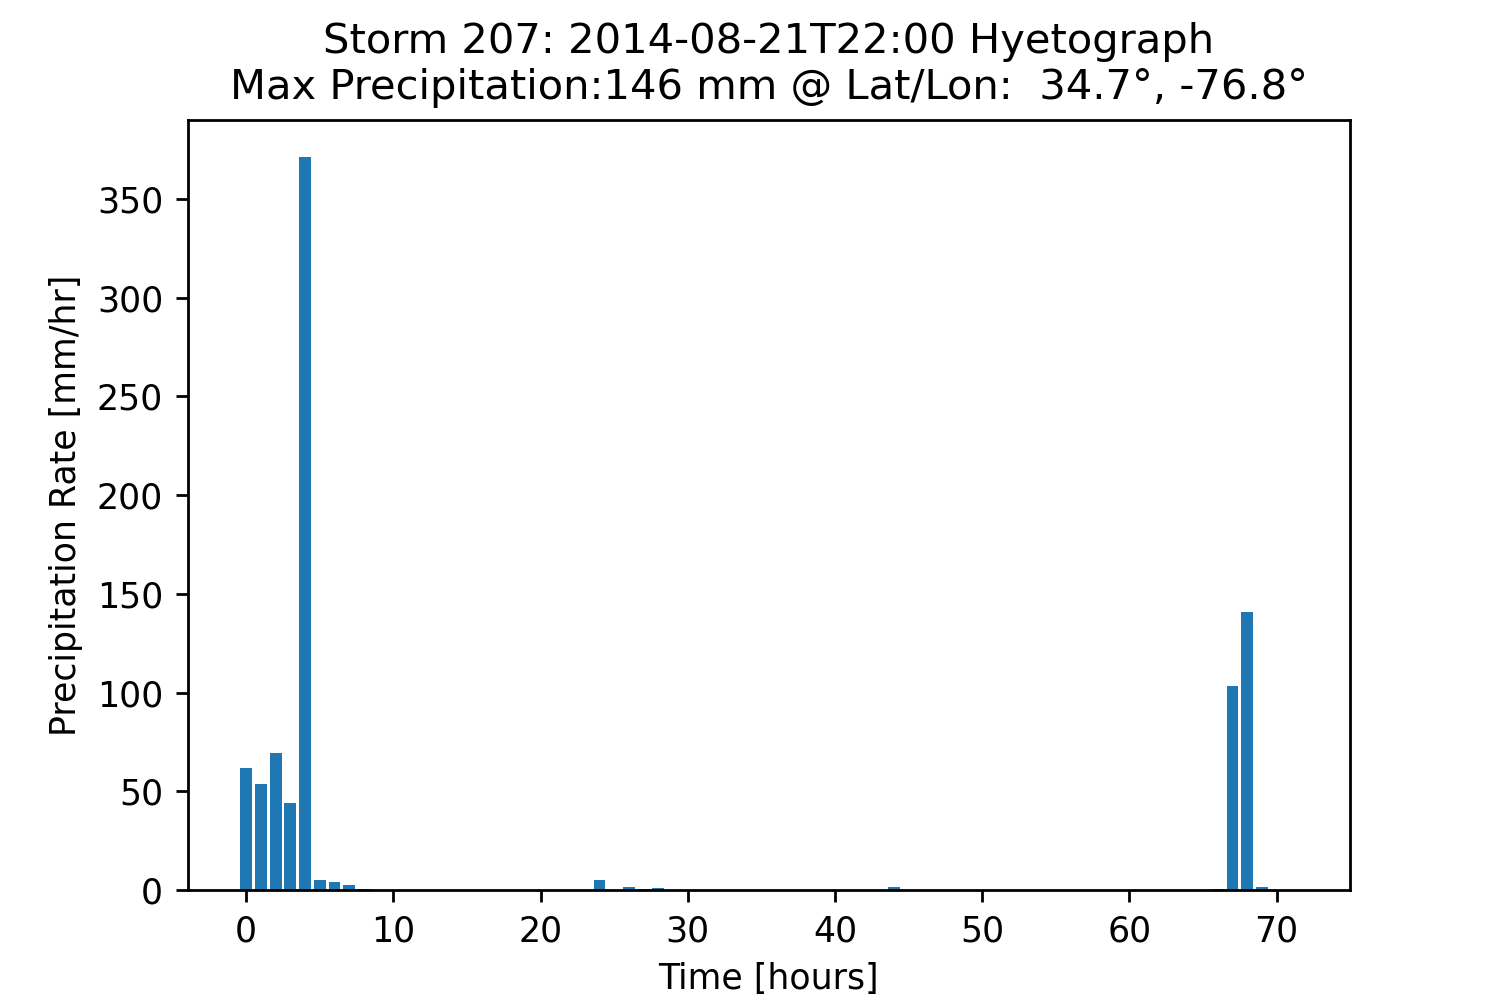 Storm 207: 2014-08-21T22:00 Hyetograph
Max Precipitation:146 mm @ Lat/Lon:  34.7°, -76.8°
Precipitation Rate [mm/hr]
350
300
250
200
150
100
50
0
0 10 20 30 40 50 60 70
Time [hours]